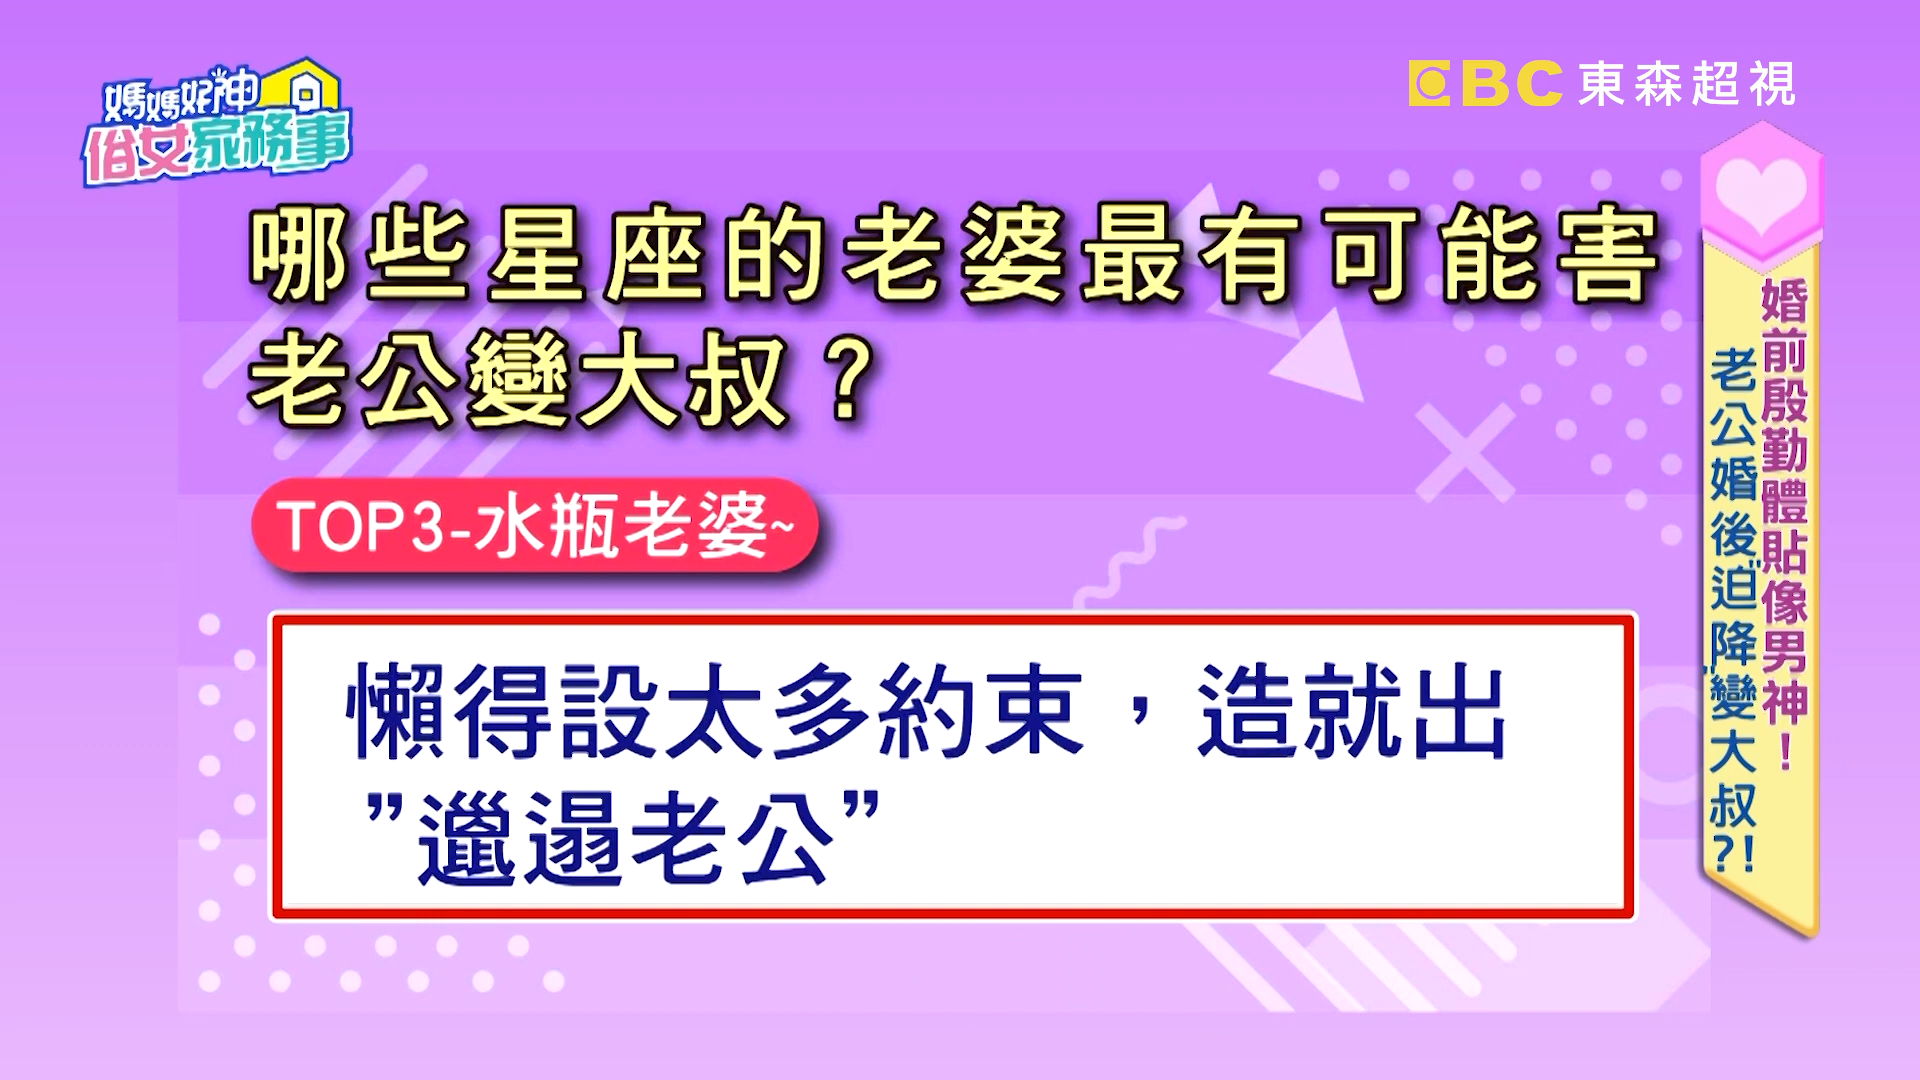 媽媽好神
俗女家務事
EBC 東森超視
哪些星座的老婆最有可能害
老公變大叔？
TOP3-水瓶老婆~
懶得設太多約束，造就出
”邋遢老公”
婚前殷勤體貼像男神！
老公婚後"迫降"變大叔?!